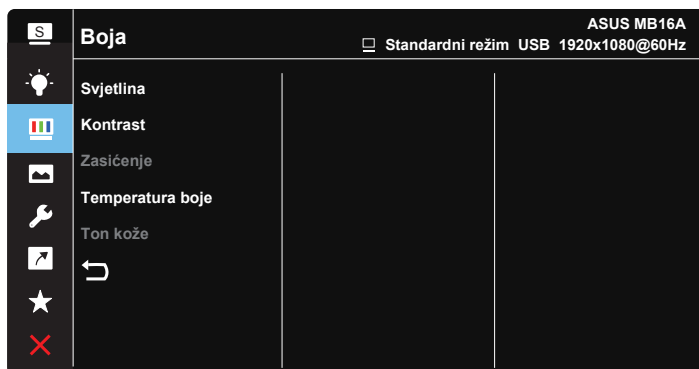 S
Boja
ASUS MB16A
Standardni režim USB 1920x1080@60Hz
Svjetlina
Kontrast
Zasićenje
Temperatura boje
Ton kože